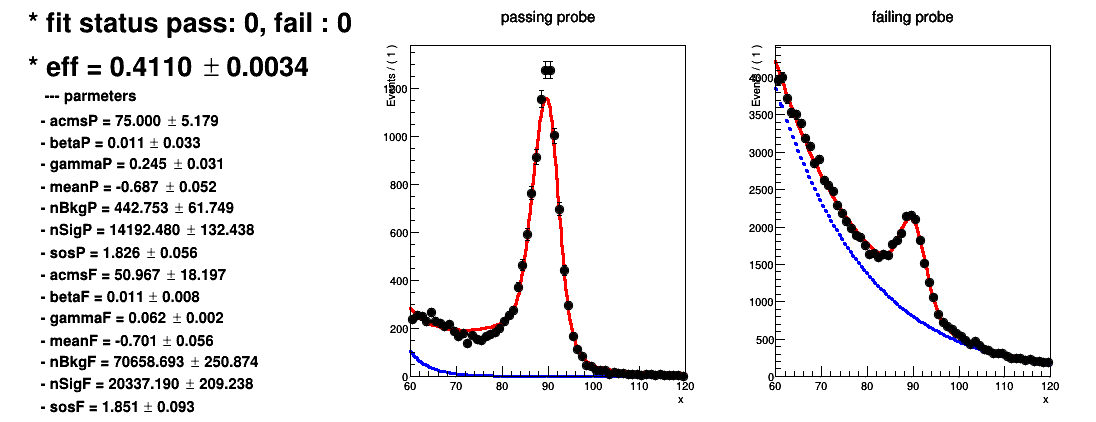 * fit status pass: 0, fail : 0
* eff = 0.4110 ± 0.0034
--- parmeters
- acmsP = 75.000 ± 5.179
- betaP = 0.011 ± 0.033
- gammaP = 0.245 ± 0.031
- meanP = -0.687 ± 0.052
- nBkgP = 442.753 ± 61.749
- nSigP = 14192.480 ± 132.438
- sosP = 1.826 ± 0.056
- acmsF = 50.967 ± 18.197
- betaF = 0.011 ± 0.008
- gammaF = 0.062 ± 0.002
- meanF = -0.701 ± 0.056
- nBkgF = 70658.693 ± 250.874
- nSigF = 20337.190 ± 209.238
- sosF = 1.851 ± 0.093
passing probe
Events / ( 1 )
1200
1000
800
600
400
200
0
60 70 80 90 100 110 120
x
failing probe
Events / ( 1 )
4000
3500
3000
2500
2000
1500
1000
500
0
60 70 80 90 100 110 120
x